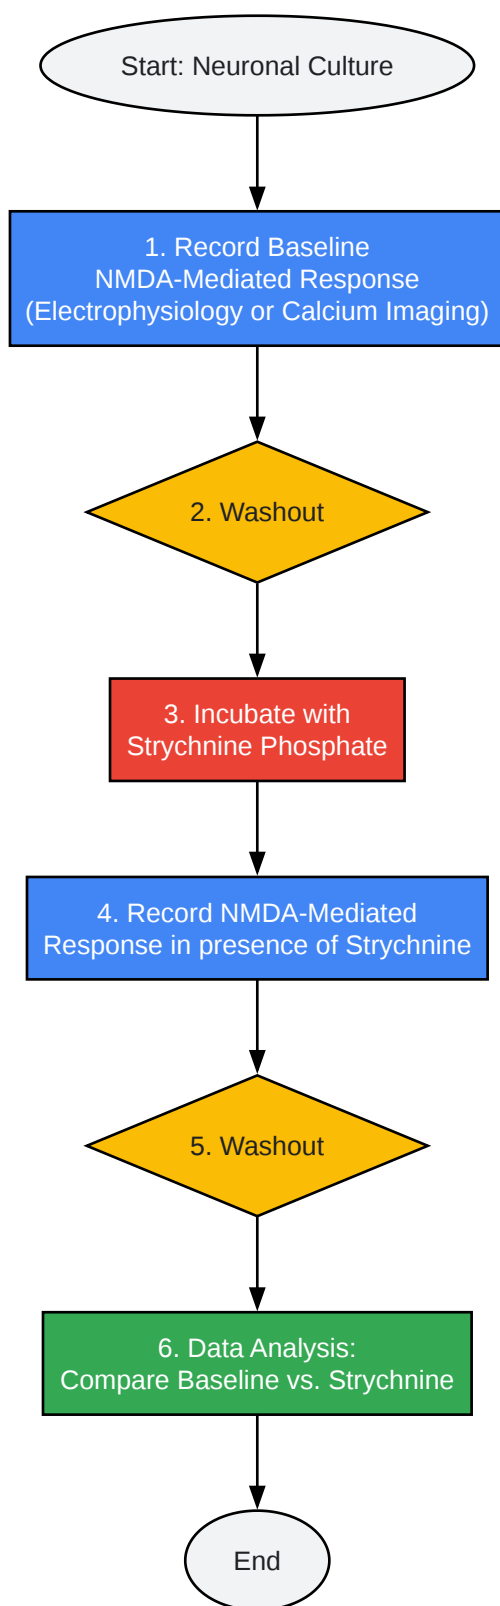 Start: Neuronal Culture
1. Record Baseline
NMDA-Mediated Response
(Electrophysiology or Calcium Imaging)
2. Washout
3. Incubate with
Strychnine Phosphate
4. Record NMDA-Mediated
Response in presence of Strychnine
5. Washout
6. Data Analysis:
Compare Baseline vs. Strychnine
End